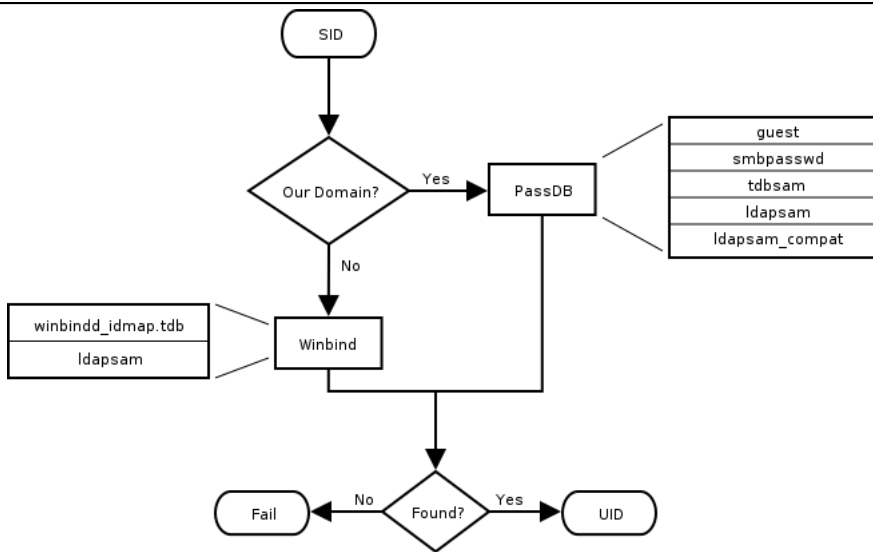 SID
Our Domain?
Yes
PassDB
guest
smbpasswd
tdbsam
ldapsam
ldapsam_compat
No
winbindd_idmap.tdb
ldapsam
Winbind
Fail
No
Found?
Yes
UID